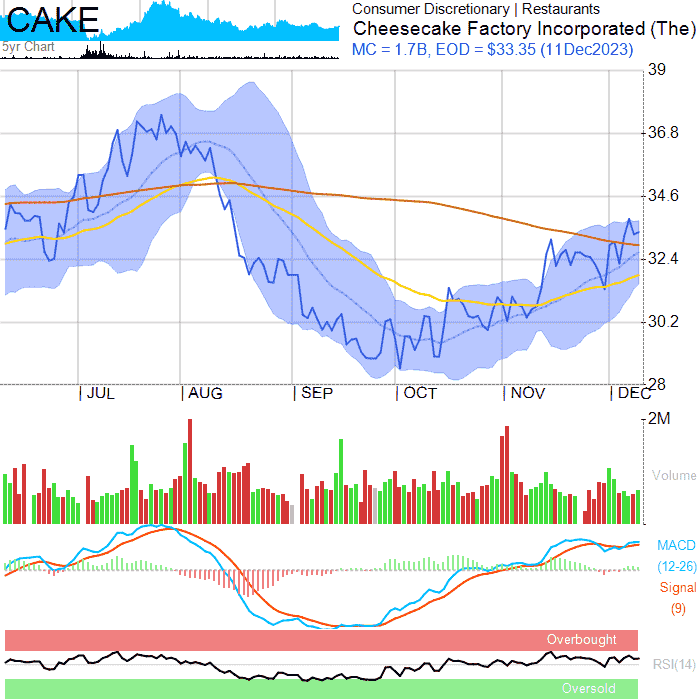 CAKE
5yr Chart
Consumer Discretionary | Restaurants
Cheesecake Factory Incorporated (The)
MC = 1.7B, EOD = $33.35 (11Dec2023)
39
36.8
34.6
32.4
30.2
28
JUL AUG SEP OCT NOV DEC
2M
Volume
MACD
(12-26)
Signal
(9)
Overbought
RSI(14)
Oversold